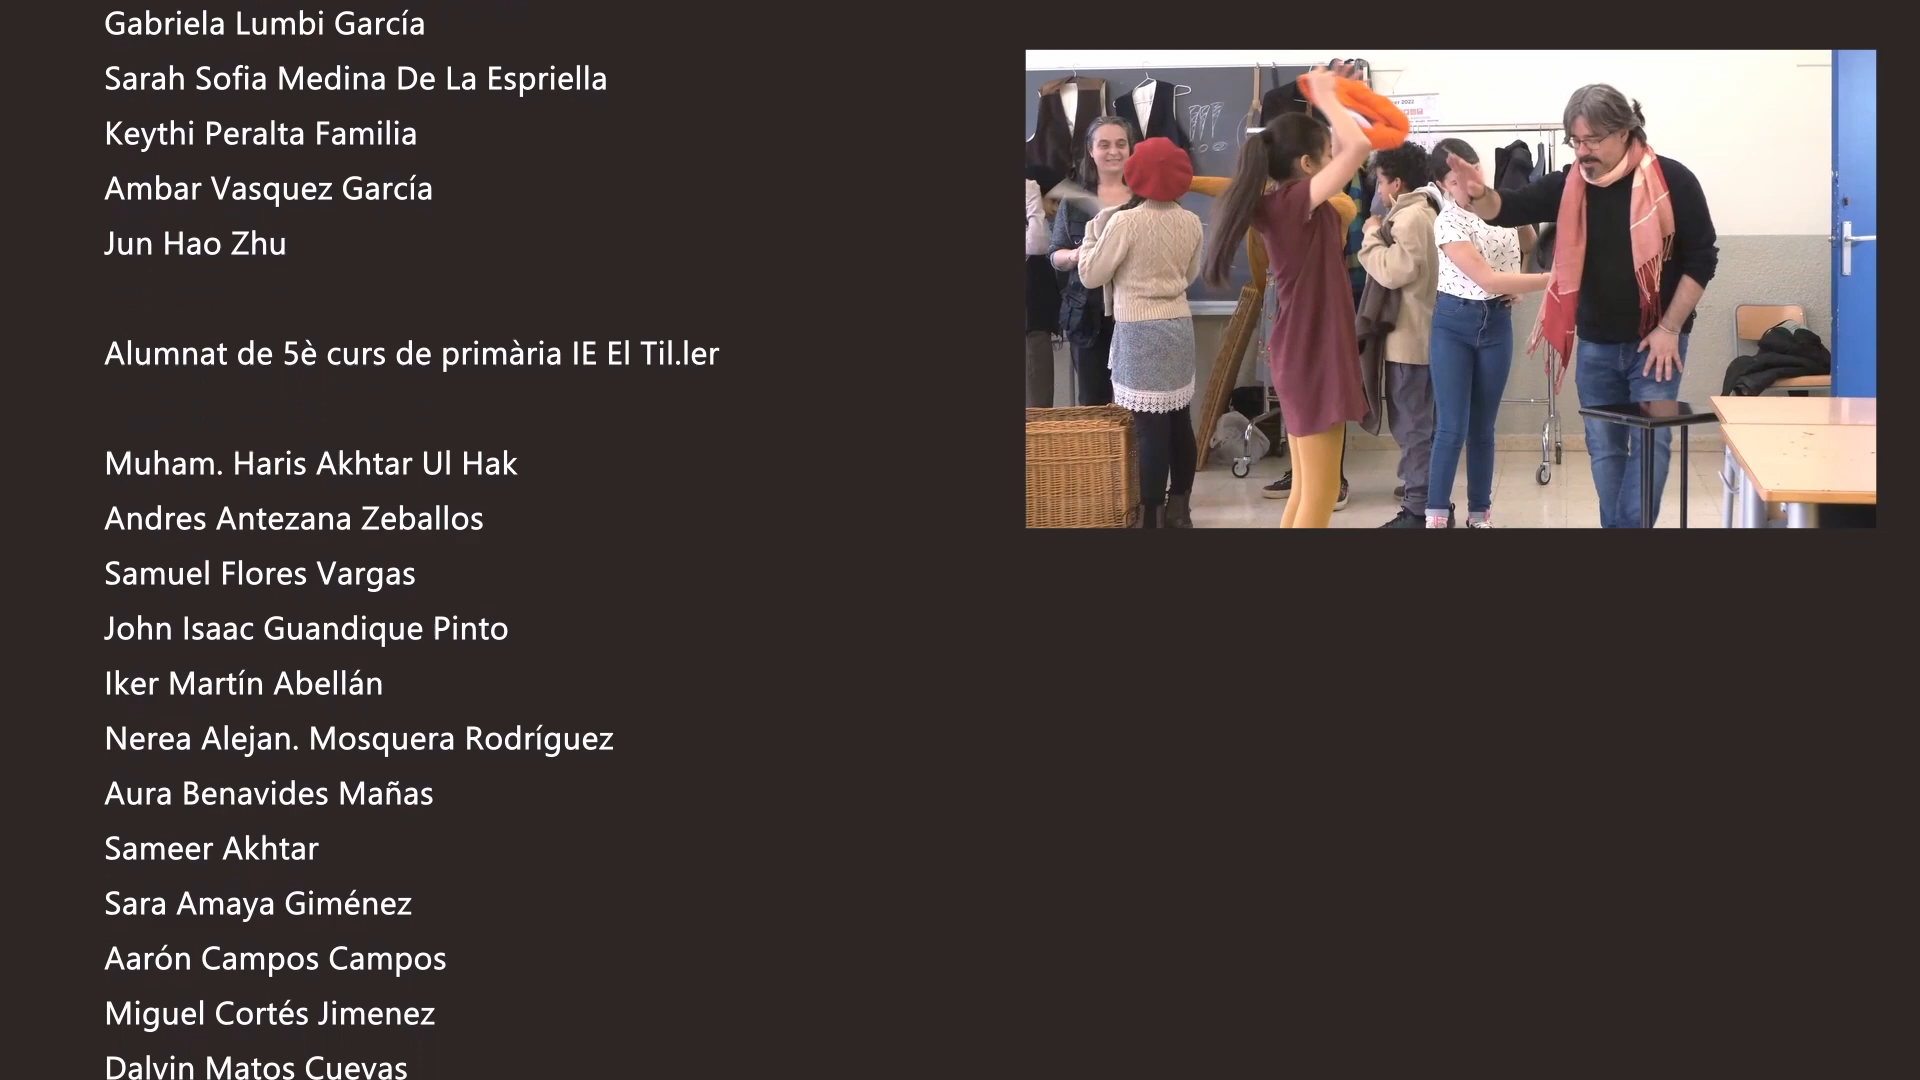 Gabriela Lumbi García
Sarah Sofia Medina De La Espriella
Keythi Peralta Familia
Ambar Vasquez García
Jun Hao Zhu
Alumnat de 5è curs de primària IE El Til.ler
Muham. Haris Akhtar Ul Hak
Andres Antezana Zeballos
Samuel Flores Vargas
John Isaac Guandique Pinto
Iker Martín Abellán
Nerea Alejan. Mosquera Rodríguez
Aura Benavides Mañas
Sameer Akhtar
Sara Amaya Giménez
Aarón Campos Campos
Miguel Cortés Jimenez
Dalvin Matos Cuevas
2022